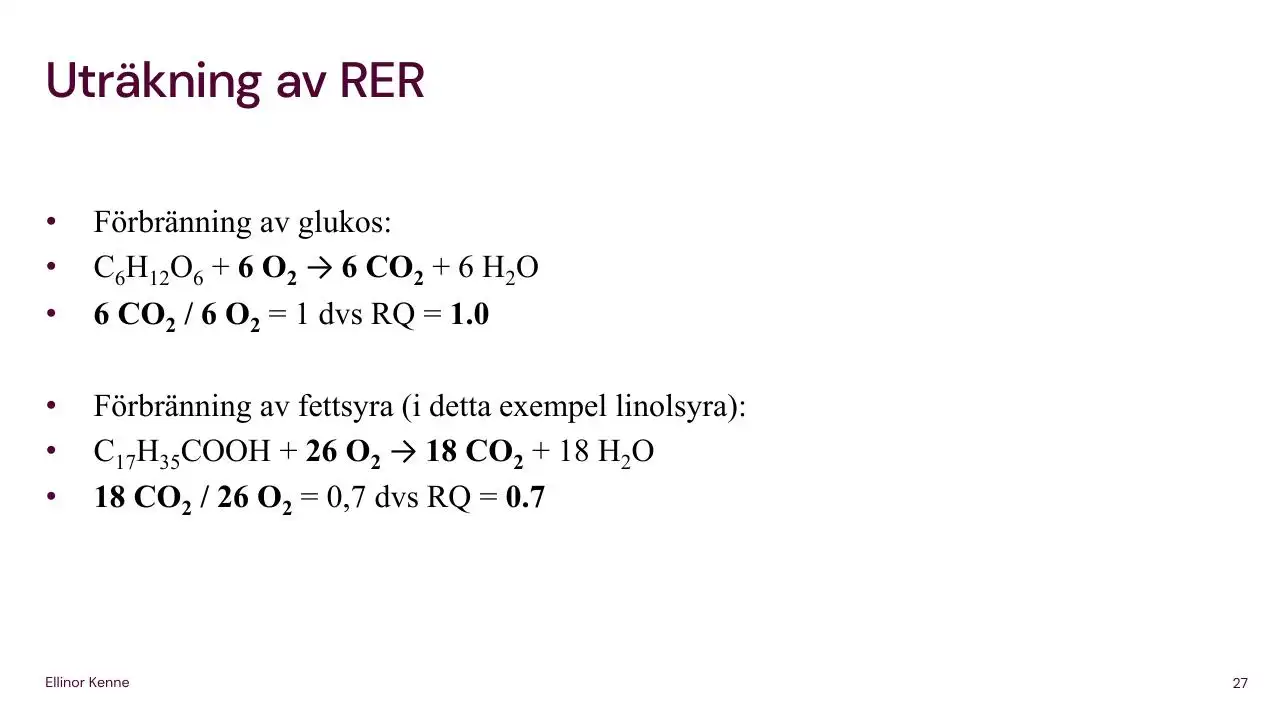 Uträkning av RER
• Förbränning av glukos:
• C₆H₁₂O₆ + 6 O₂ → 6 CO₂ + 6 H₂O
• 6 CO₂ / 6 O₂ = 1 dvs RQ = 1.0
• Förbränning av fettsyra (i detta exempel linolsyra):
• C₁₇H₃₅COOH + 26 O₂ → 18 CO₂ + 18 H₂O
• 18 CO₂ / 26 O₂ = 0,7 dvs RQ = 0.7
Ellinor Kenne
27